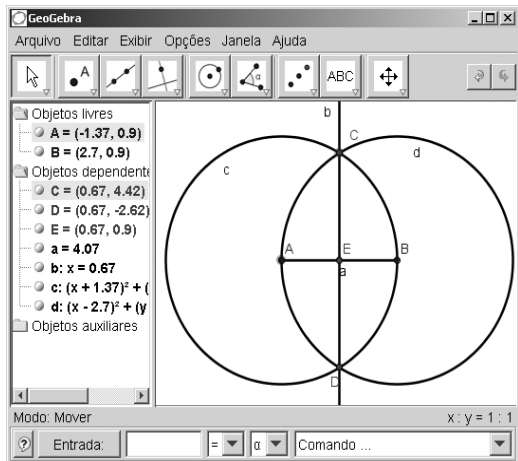 GeoGebra
Arquivo Editar Exibir Opções Janela Ajuda
A
α
ABC
Objetos livres
A = (-1.37, 0.9)
B = (2.7, 0.9)
Objetos dependente
C = (0.67, 4.42)
D = (0.67, -2.62)
E = (0.67, 0.9)
a = 4.07
b: x = 0.67
c: (x + 1.37)² + (
d: (x - 2.7)² + (y
Objetos auxiliares
b
C
c
d
A
E
B
a
D
Modo: Mover
x : y = 1 : 1
? Entrada: = α Comando ...